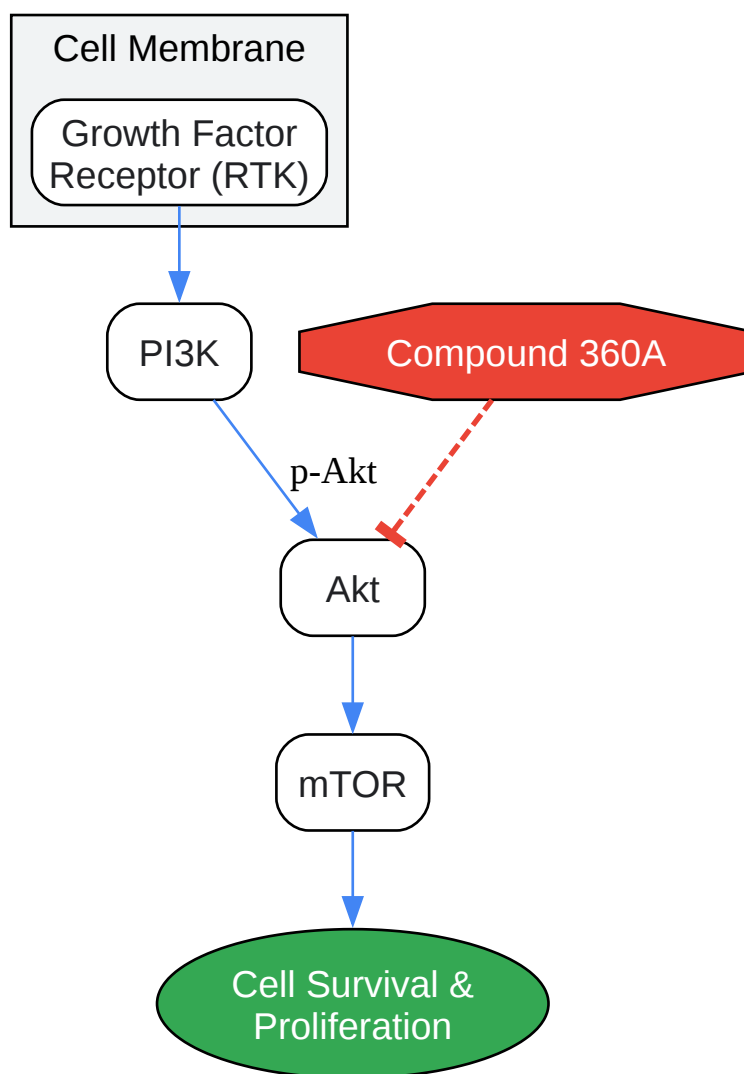 Cell Membrane
Growth Factor
Receptor (RTK)
PI3K
Compound 360A
p-Akt
Akt
mTOR
Cell Survival &
Proliferation